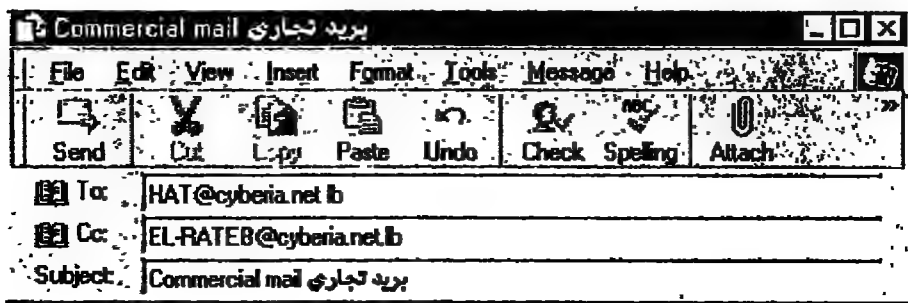 Commercial mail بريد تجاري
File Edit View Insert Format Tools Message Help
Send Cut Copy Paste Undo Check Spelling Attach
To: HAT@cyberia.net.lb
Cc: EL-RATEB@cyberia.net.lb
Subject: Commercial mail بريد تجاري